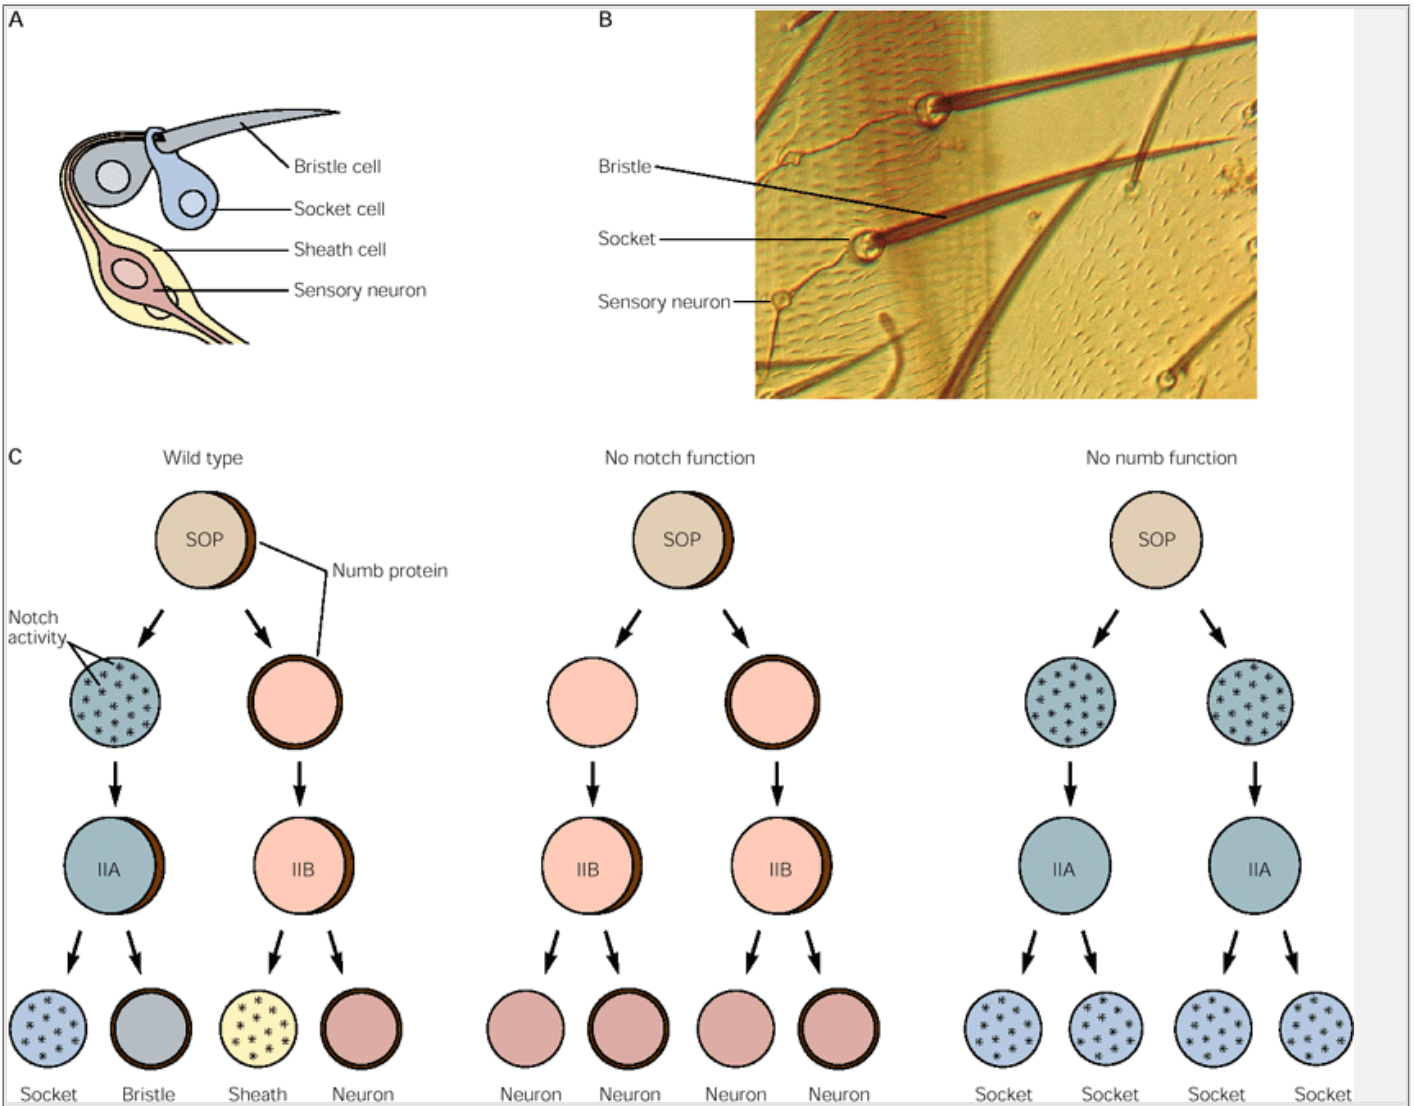 A
Bristle cell
Socket cell
Sheath cell
Sensory neuron
B
Bristle
Socket
Sensory neuron
C
Wild type
No notch function
No numb function
SOP
SOP
SOP
Numb protein
Notch
activity
IIA
IIB
IIB
IIB
IIA
IIA
Socket
Bristle
Sheath
Neuron
Neuron
Neuron
Neuron
Neuron
Socket
Socket
Socket
Socket